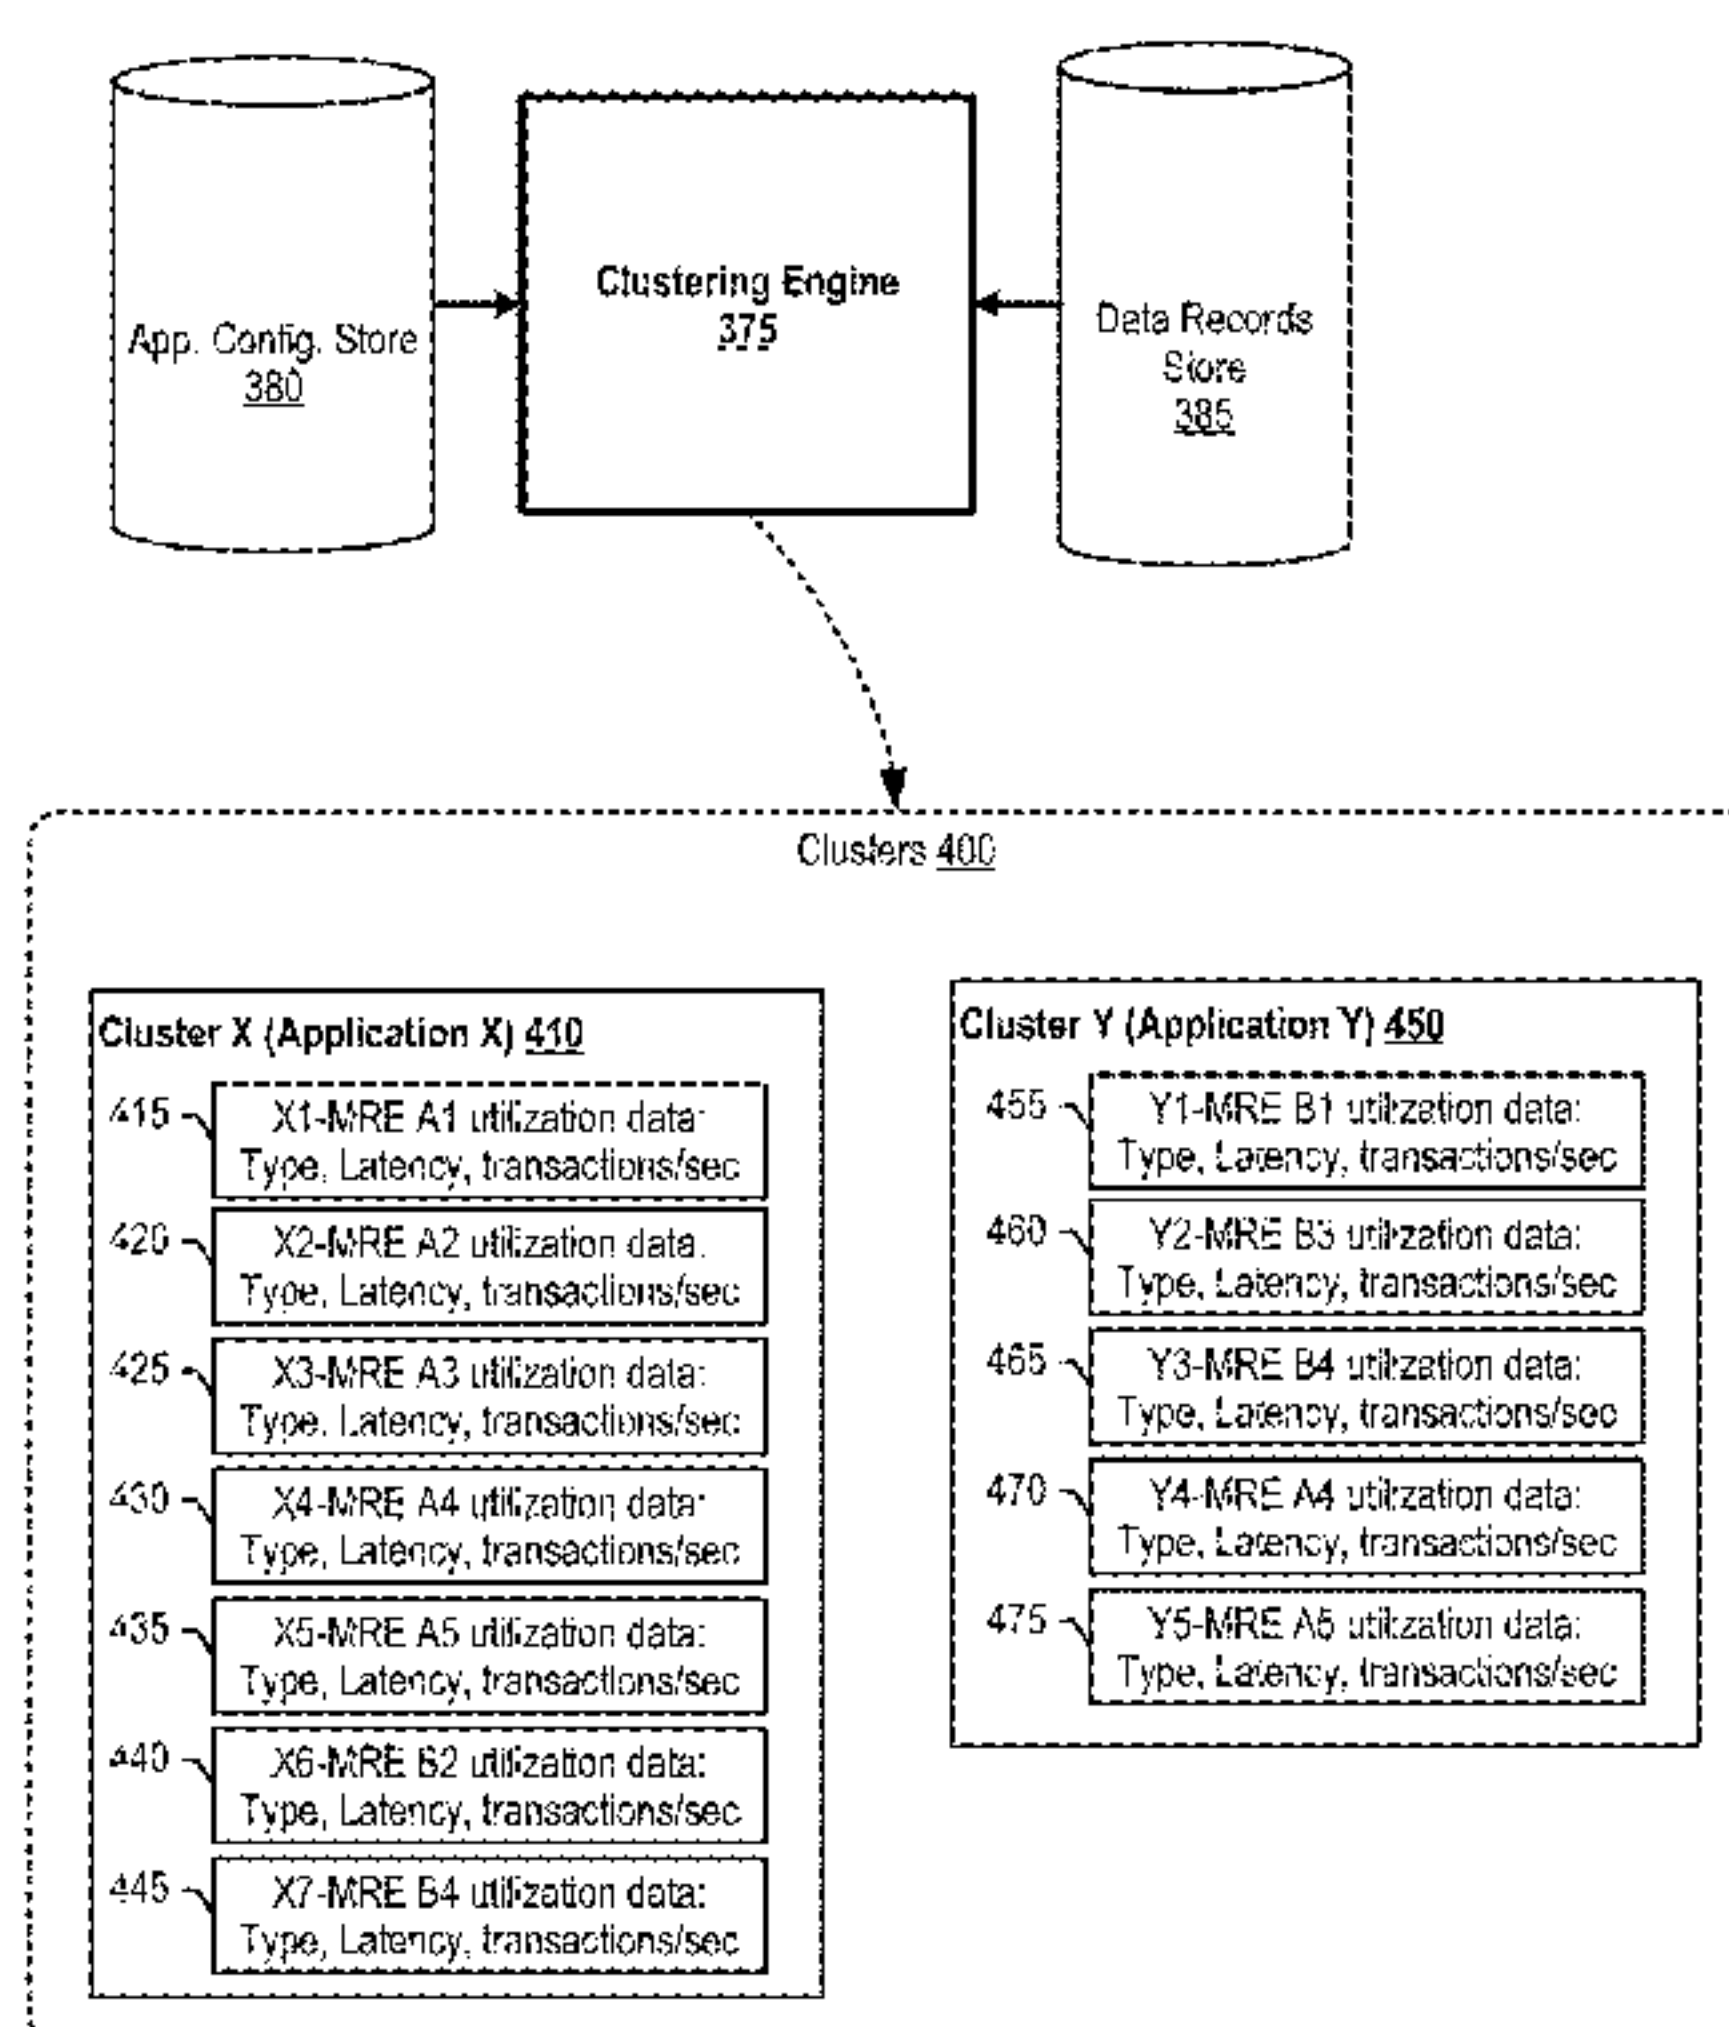 App. Config. Store
380
Clustering Engine
375
Data Records
Store
385
Clusters 400
Cluster X (Application X) 410
415
X1-MRE A1 utilization data:
Type, Latency, transactions/sec
420
X2-MRE A2 utilization data:
Type, Latency, transactions/sec
425
X3-MRE A3 utilization data:
Type, Latency, transactions/sec
430
X4-MRE A4 utilization data:
Type, Latency, transactions/sec
435
X5-MRE A5 utilization data:
Type, Latency, transactions/sec
440
X6-MRE B2 utilization data:
Type, Latency, transactions/sec
445
X7-MRE B4 utilization data:
Type, Latency, transactions/sec
Cluster Y (Application Y) 450
455
Y1-MRE B1 utilization data:
Type, Latency, transactions/sec
460
Y2-MRE B3 utilization data:
Type, Latency, transactions/sec
465
Y3-MRE B4 utilization data:
Type, Latency, transactions/sec
470
Y4-MRE A4 utilization data:
Type, Latency, transactions/sec
475
Y5-MRE utilization data:
Type, Latency, transactions/sec